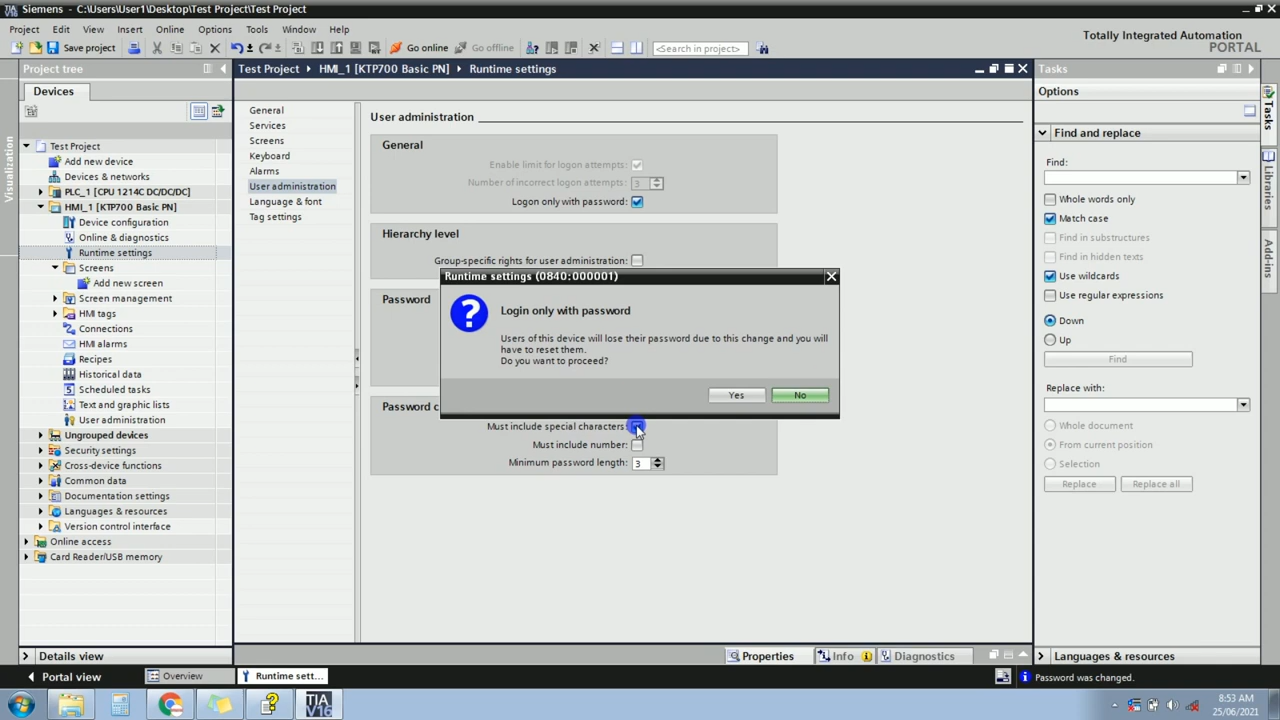 Siemens - C:\Users\User1\Desktop\Test Project\Test Project
Project Edit View Insert Online Options Tools Window Help
Totally Integrated Automation
PORTAL
Save project
Go online
Go offline
<Search in project>
Project tree
Test Project HMI_1 [KTP700 Basic PN] Runtime settings
Tasks
Devices
Options
Visualization
Test Project
Add new device
Devices & networks
PLC_1 [CPU 1214C DC/DC/DC]
HMI_1 [KTP700 Basic PN]
Device configuration
Online & diagnostics
Runtime settings
Screens
Add new screen
Screen management
HMI tags
Connections
HMI alarms
Recipes
Historical data
Scheduled tasks
Text and graphic lists
User administration
Ungrouped devices
Security settings
Cross-device functions
Common data
Documentation settings
Languages & resources
Version control interface
Online access
Card Reader/USB memory
Details view
General
Services
Screens
Keyboard
Alarms
User administration
Language & font
Tag settings
User administration
General
Enable limit for logon attempts:
Number of incorrect logon attempts: 3
Logon only with password:
Hierarchy level
Group-specific rights for user administration:
Password
Runtime settings (0840:000001)
Login only with password
Users of this device will lose their password due to this change and you will
have to reset them.
Do you want to proceed?
Yes No
Password c
Must include special characters:
Must include number:
Minimum password length: 3
Properties Info Diagnostics
Find and replace
Find:
Whole words only
Match case
Find in substructures
Find in hidden texts
Use wildcards
Use regular expressions
Down
Up
Find
Replace with:
Whole document
From current position
Selection
Replace Replace all
Languages & resources
Tasks
Libraries
Add-ins
Portal view Overview Runtime sett... Password was changed.
TIA
V16
8:53 AM
25/06/2021